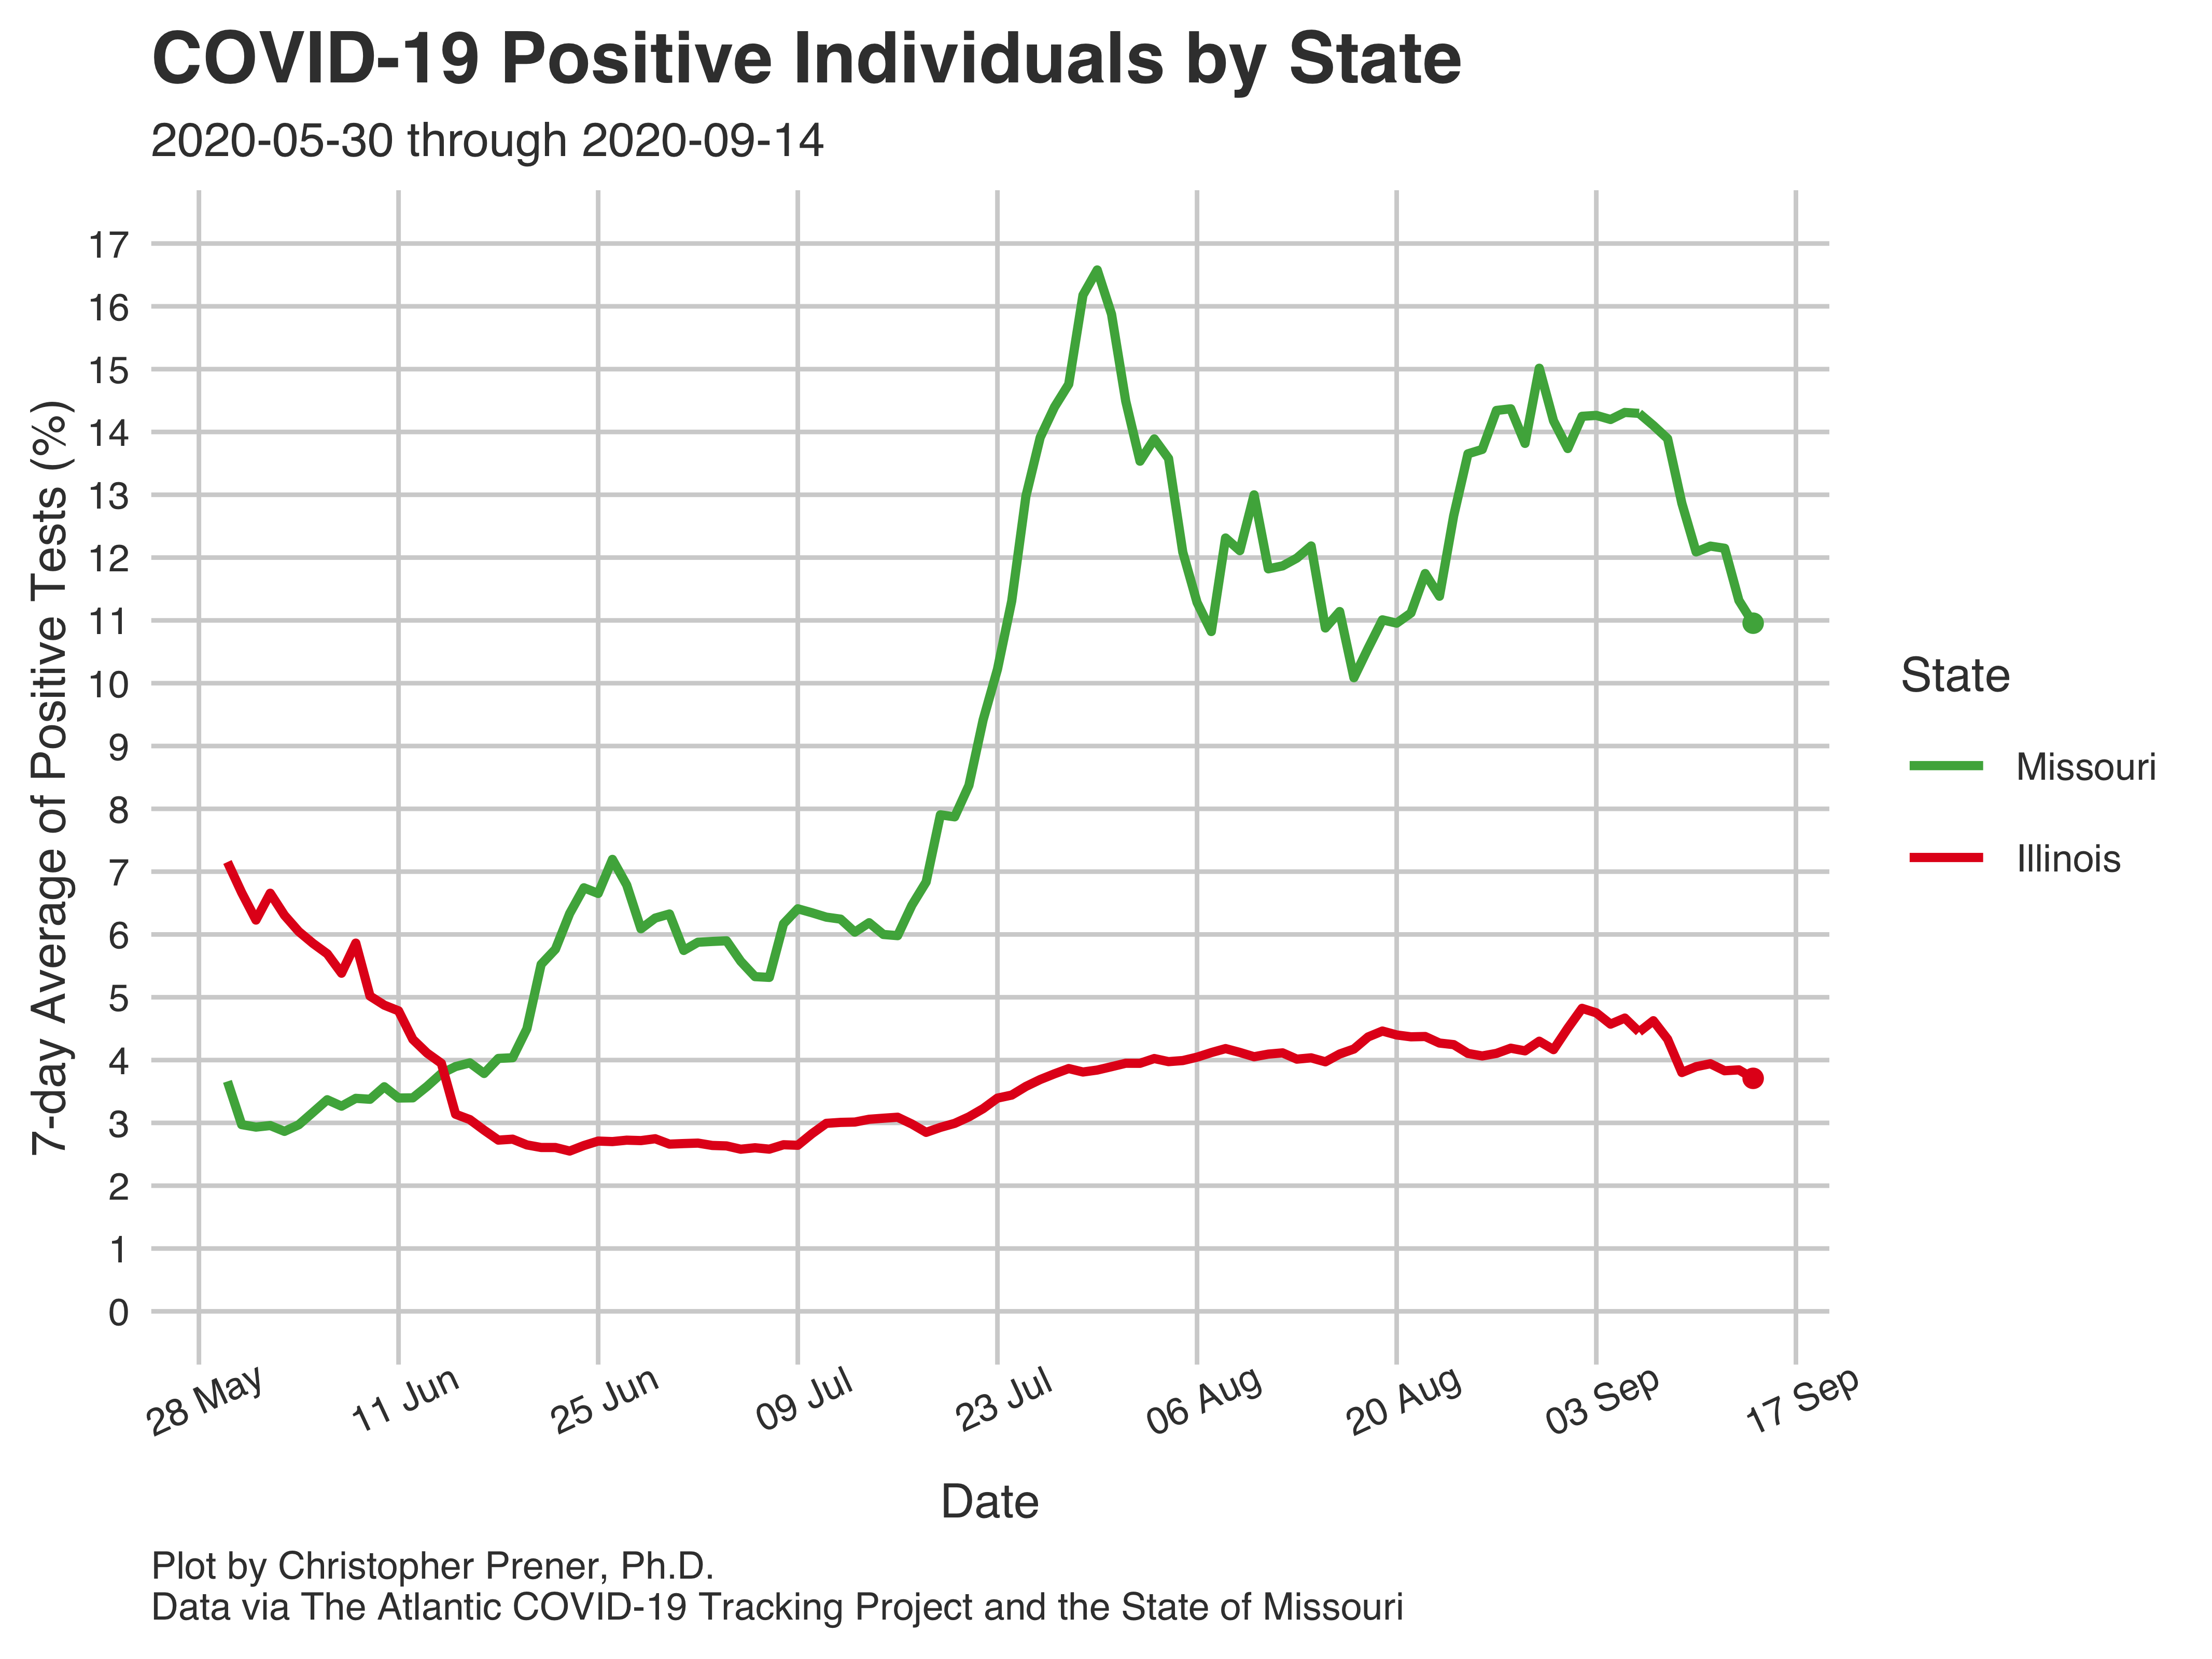 COVID-19 Positive Individuals by State
2020-05-30 through 2020-09-14
7-day Average of Positive Tests (%)
17
16
15
14
13
12
11
10
9
8
7
6
5
4
3
2
1
0
28 May
11 Jun
25 Jun
09 Jul
23 Jul
06 Aug
20 Aug
03 Sep
17 Sep
Date
State
Missouri
Illinois
Plot by Christopher Prener, Ph.D.
Data via The Atlantic COVID-19 Tracking Project and the State of Missouri